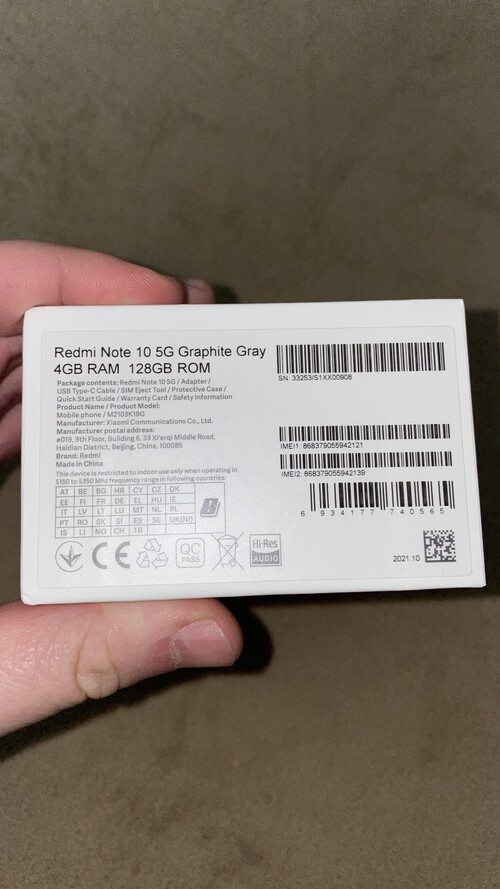 Redmi Note 10 5G Graphite Gray
4GB RAM 128GB ROM
Package contents: Redmi Note 10 5G / Adapter /
USB Type-C Cable / SIM Eject Tool / Protective Case /
Quick Start Guide / Warranty Card / Safety Information
Product Name / Product Model:
Mobile phone / M2103K19G
Manufacturer: Xiaomi Communications Co., Ltd.
Manufacturer postal address:
#019, 9th Floor, Building 6, 33 Xi'erqi Middle Road,
Haidian District, Beijing, China, 100085
Brand: Redmi
Made in China
This device is restricted to indoor use only when operating in
5150 to 5350 Mhz frequency range in following countries:
AT BE BG HR CY CZ DK
EE FI FR DE EL HU IE
IT LV LT LU MT NL PL
PT RO SK SI ES SE UK(NI)
IS LI NO CH TR
CE
QC
PASS
Hi-Res
AUDIO
SN: 33253/S1XX00908
IMEI1: 868379055942121
IMEI2: 868379055942139
6 934177 740565
2021.10